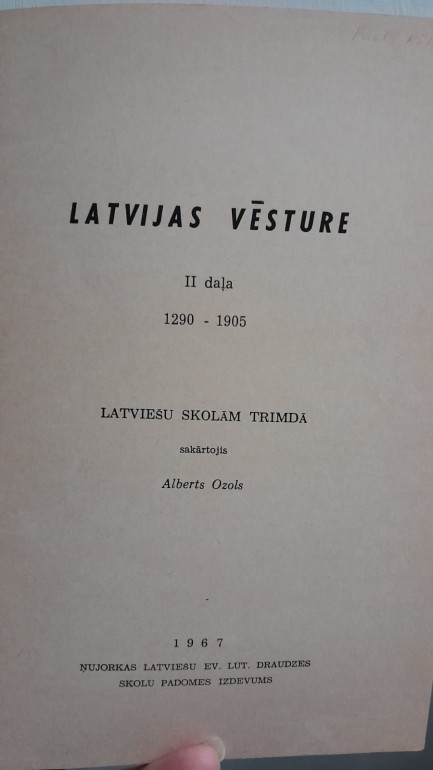 LATVIJAS VĒSTURE
II daļa
1290 - 1905
LATVIEŠU SKOLĀM TRIMDĀ
sakārtojis
Alberts Ozols
1967
ŅUJORKAS LATVIEŠU EV. LUT. DRAUDZES
SKOLU PADOMES IZDEVUMS